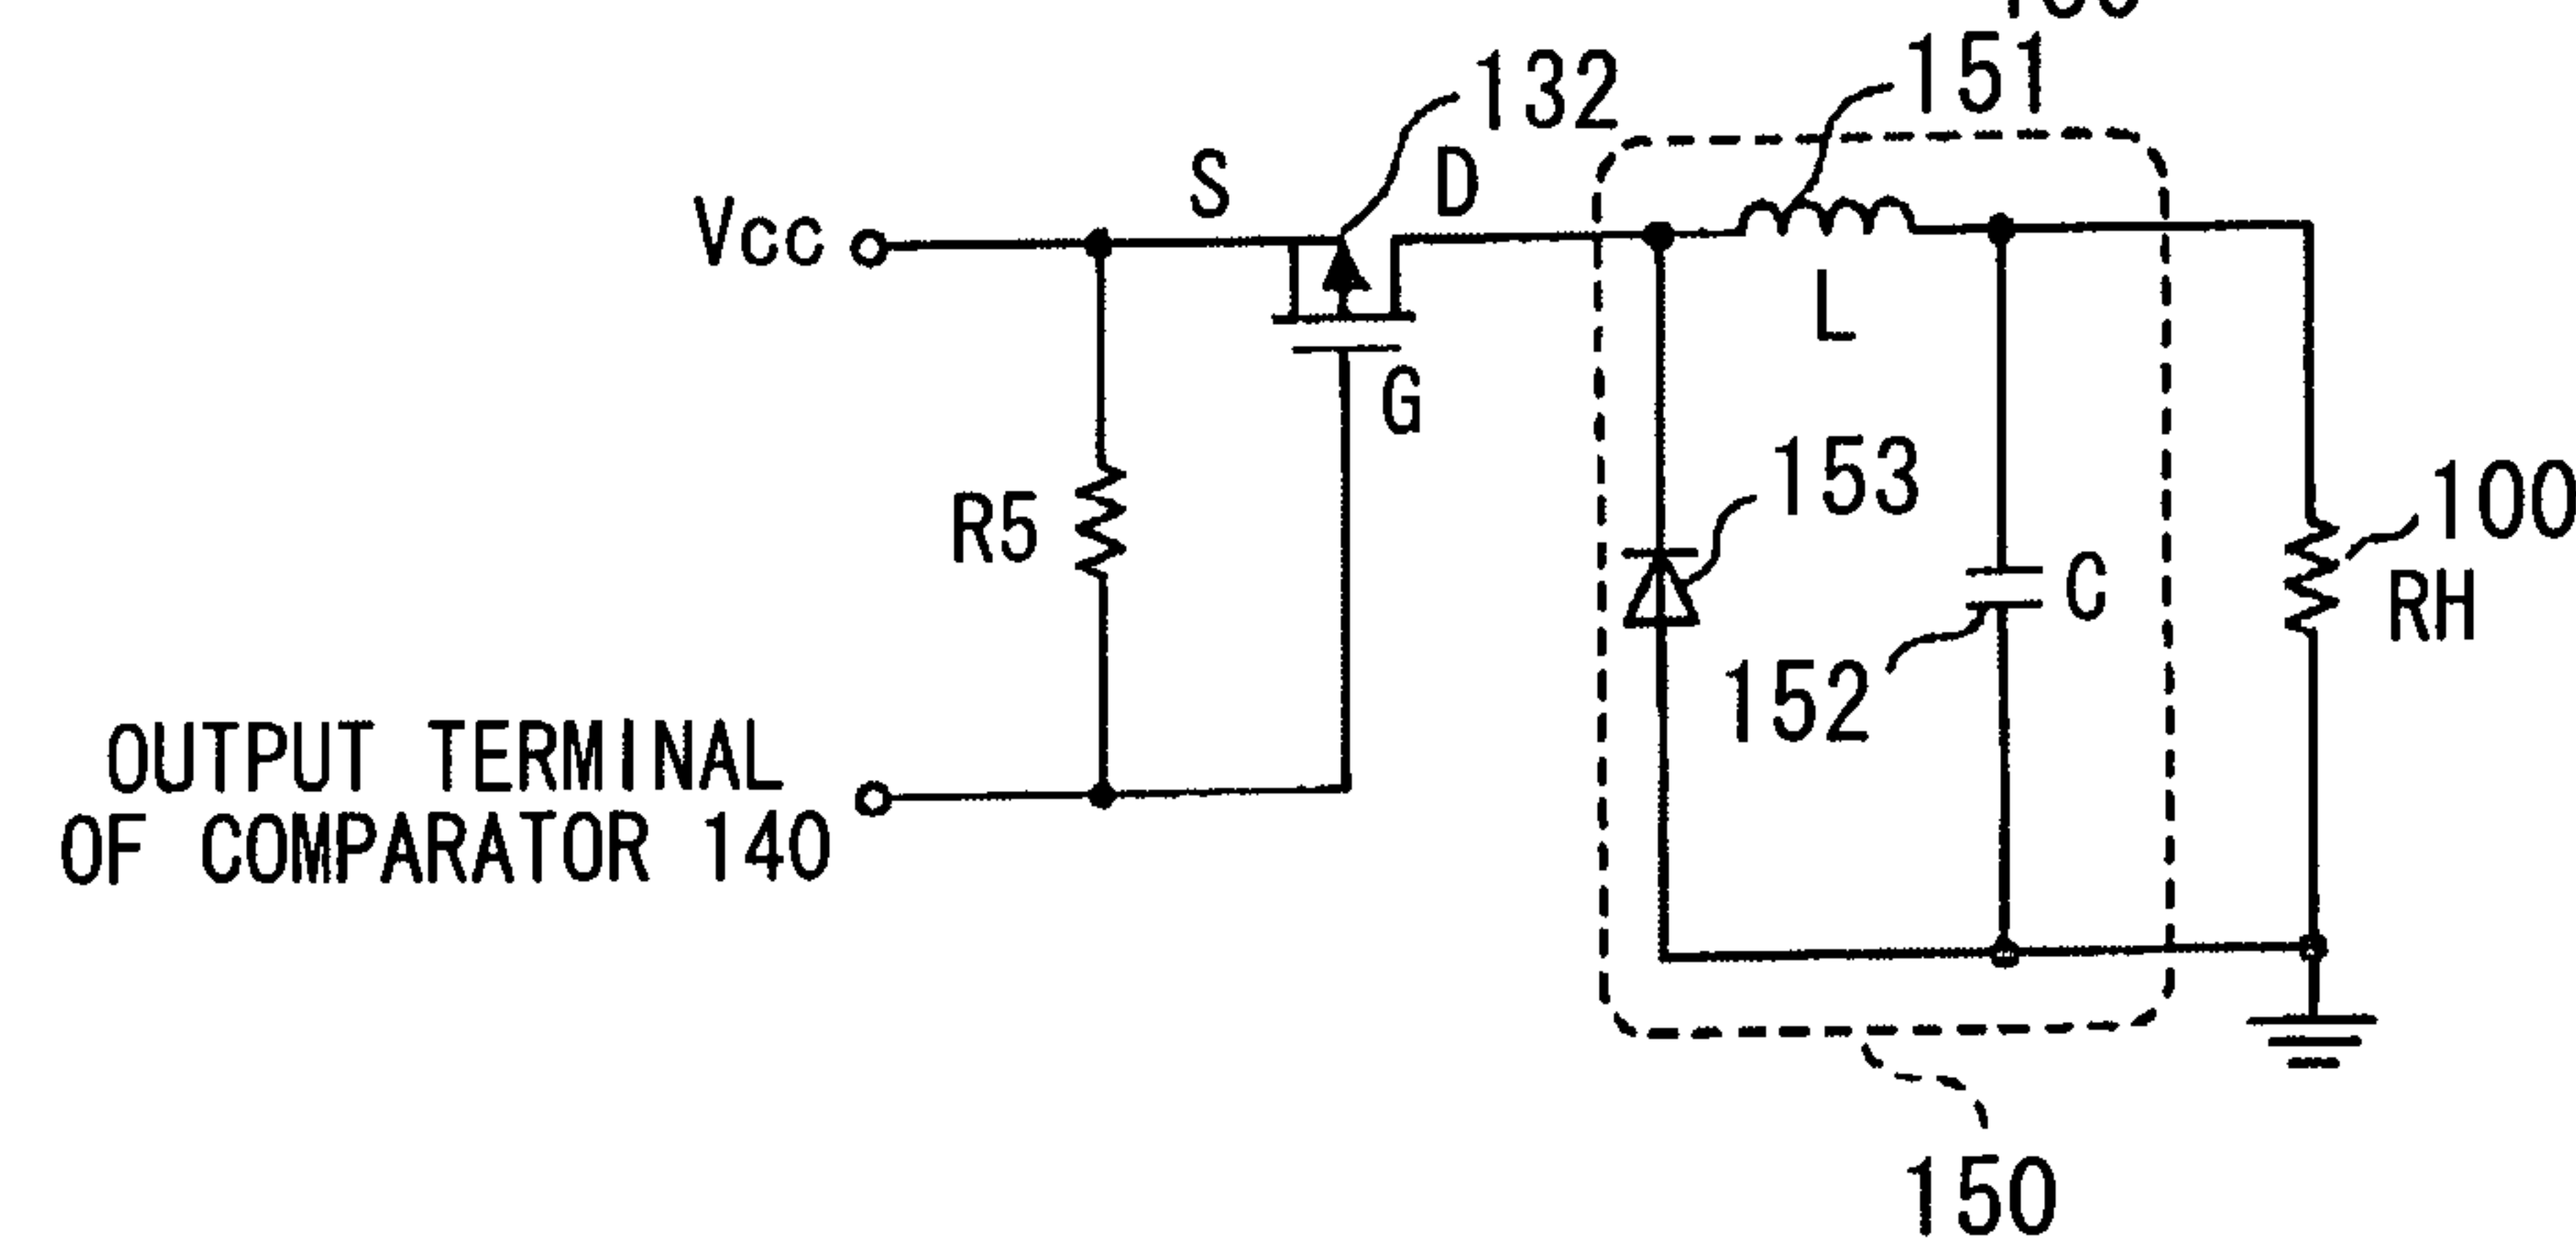 132
151
S
D
Vcc
L
G
153
R5
100
C
RH
152
OUTPUT TERMINAL
OF COMPARATOR 140
150